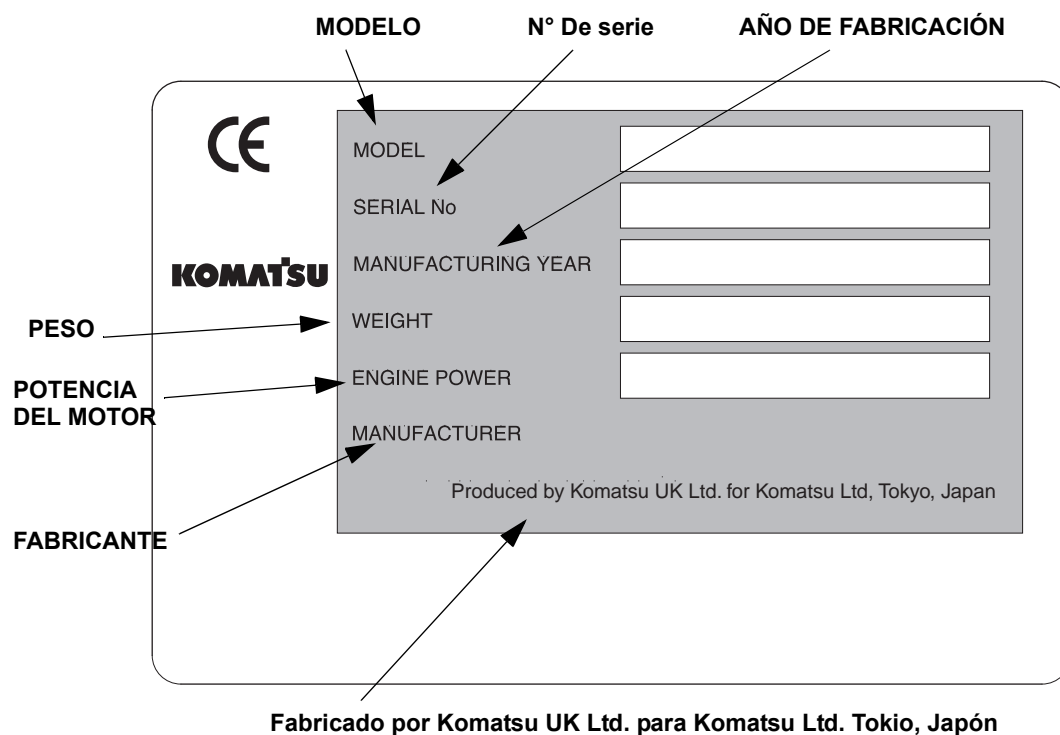 MODELO N° De serie AÑO DE FABRICACIÓN
CE
MODEL
SERIAL No
KOMATSU
MANUFACTURING YEAR
PESO
WEIGHT
POTENCIA
DEL MOTOR
ENGINE POWER
MANUFACTURER
Produced by Komatsu UK Ltd. for Komatsu Ltd, Tokyo, Japan
FABRICANTE
Fabricado por Komatsu UK Ltd. para Komatsu Ltd. Tokio, Japón